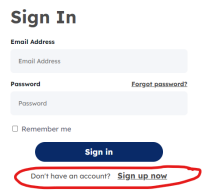 Sign In
Email Address
Email Address
Password Forgot password?
Password
Remember me
Sign in
Don't have an account? Sign up now